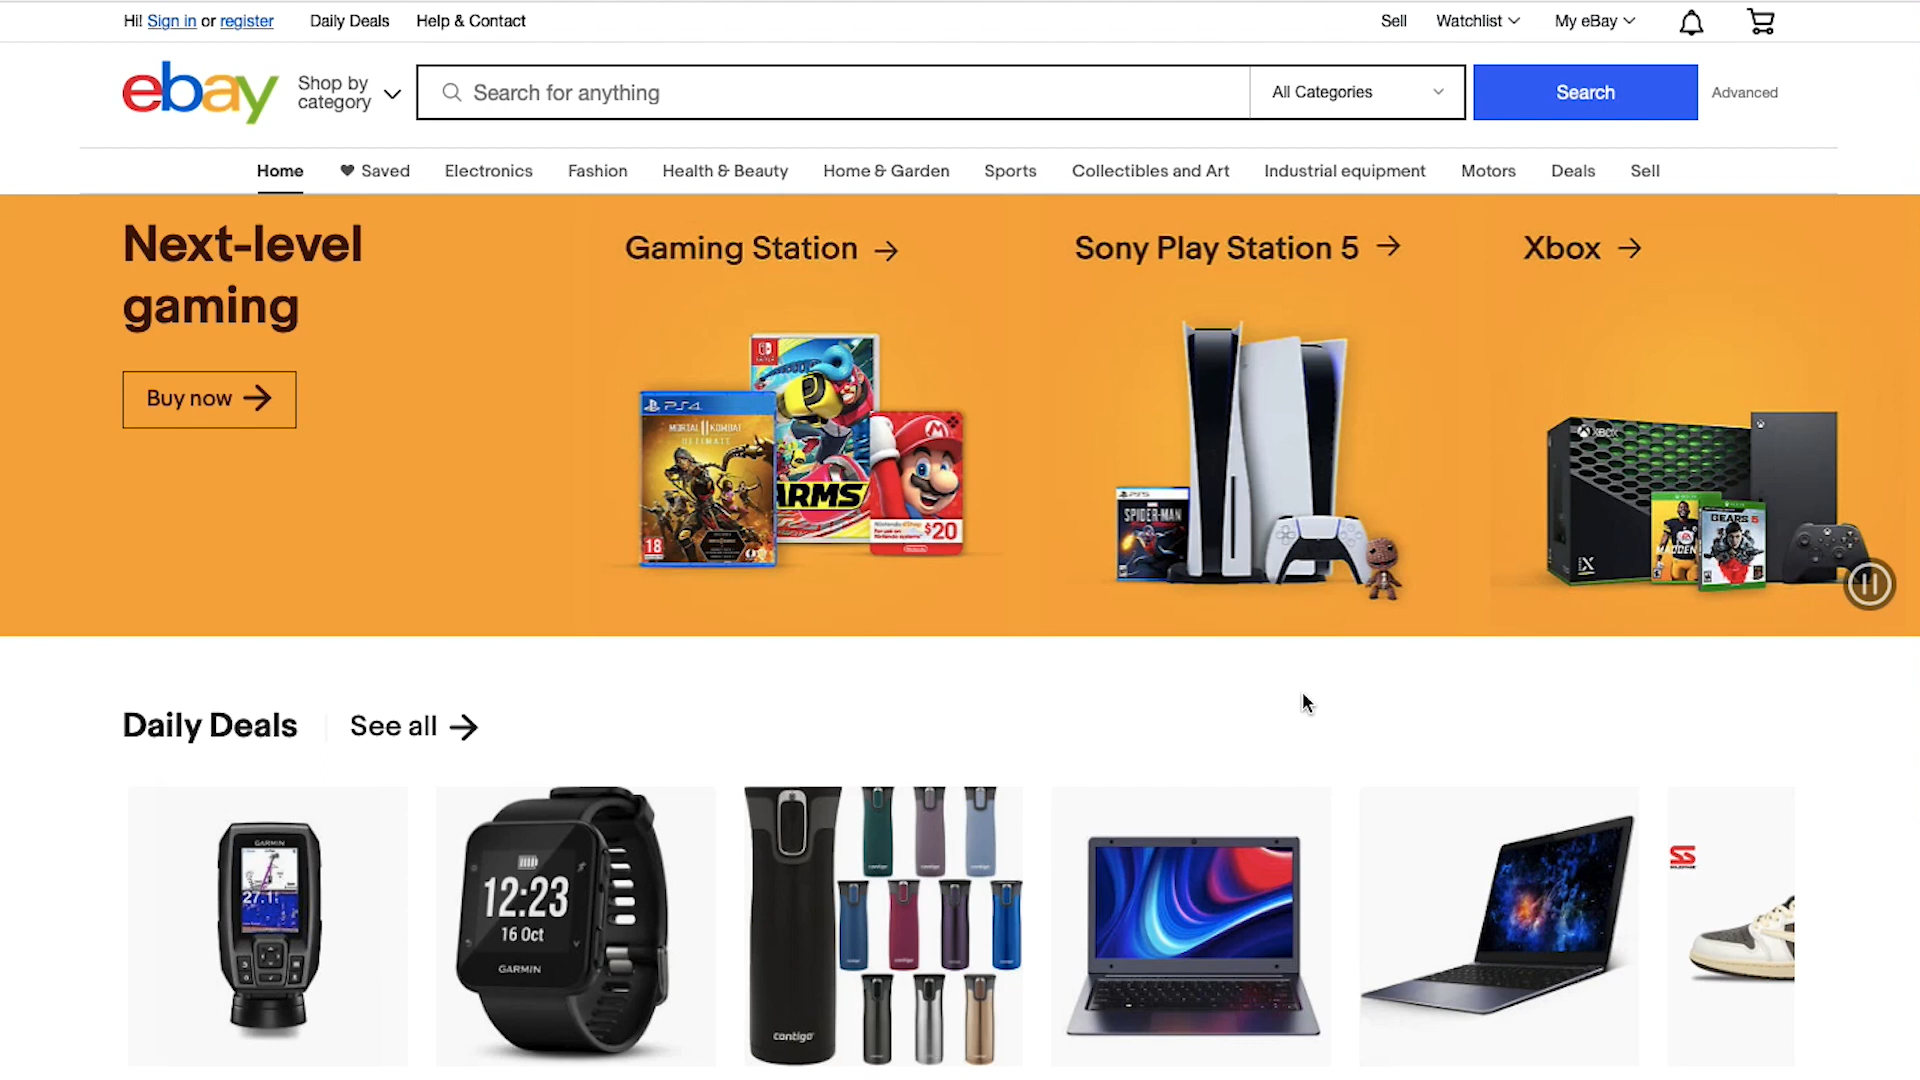 Hi! Sign in or register
Daily Deals
Help & Contact
Sell
Watchlist
My eBay
ebay
Shop by
category
Search for anything
All Categories
Search
Advanced
Home
Saved
Electronics
Fashion
Health & Beauty
Home & Garden
Sports
Collectibles and Art
Industrial equipment
Motors
Deals
Sell
Next-level
gaming
Buy now
Gaming Station
Sony Play Station 5
Xbox
PS4
MORTAL KOMBAT
ULTIMATE
18
ARMS
$20
PS5
SPIDER-MAN
XBOX
X
MADDEN
GEARS 5
Daily Deals
See all
GARMIN
27.1
12:23
16 Oct
GARMIN
contigo